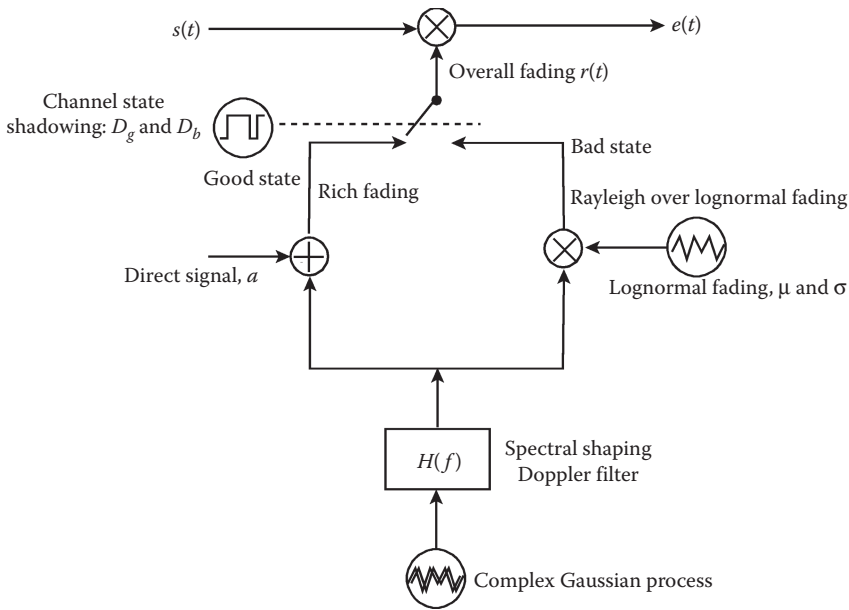 s(t)
e(t)
Overall fading r(t)
Channel state
shadowing: D_g and D_b
Good state
Bad state
Rich fading
Rayleigh over lognormal fading
Direct signal, a
Lognormal fading, μ and σ
H(f)
Spectral shaping
Doppler filter
Complex Gaussian process